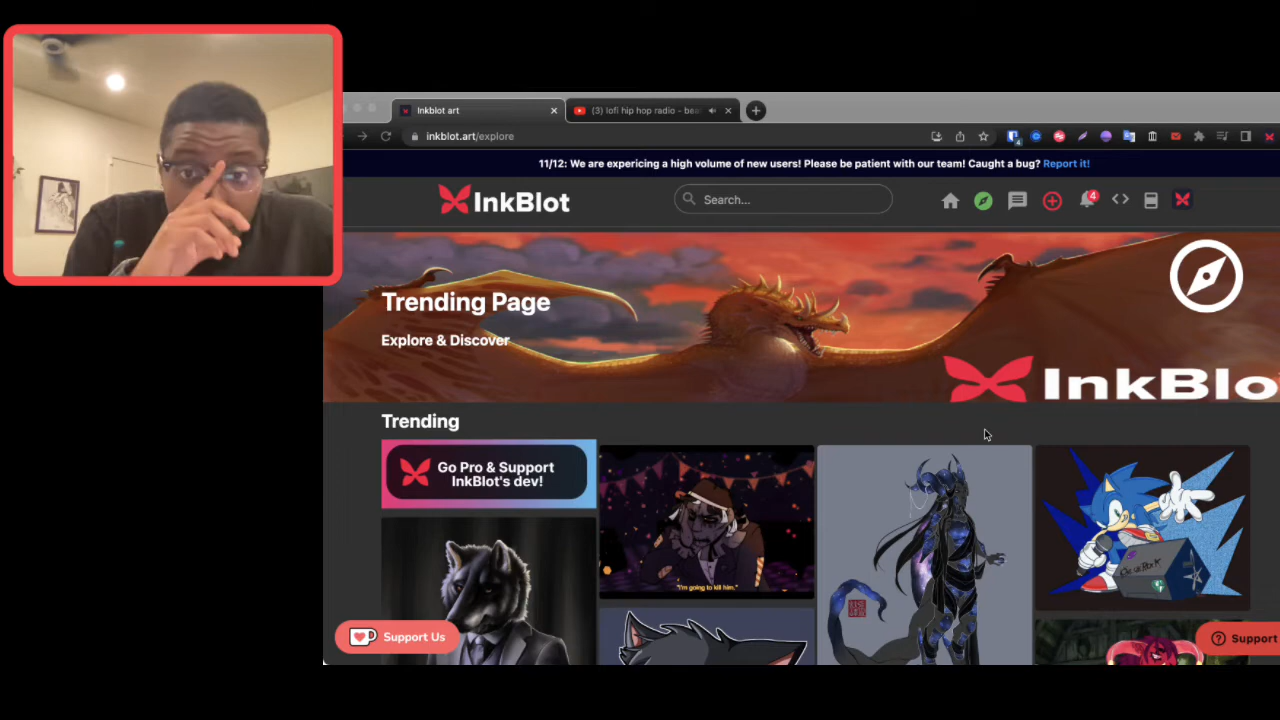 Inkblot art
(3) lofi hip hop radio - bea
inkblot.art/explore
4
11/12: We are expericing a high volume of new users! Please be patient with our team! Caught a bug? Report it!
InkBlot
Search...
4
Trending Page
Explore & Discover
InkBlo
Trending
Go Pro & Support
InkBlot's dev!
"I'm going to kill him."
Support Us
Support